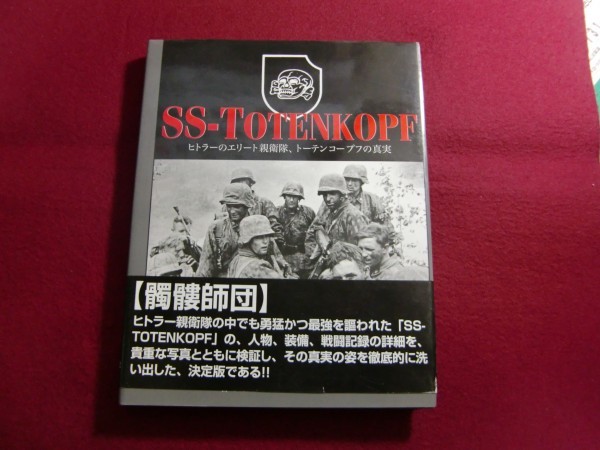 SS-TOTENKOPF
ヒトラーのエリート親衛隊、トーテンコープフの真実
【髑髏師団】
ヒトラー親衛隊の中でも勇猛かつ最強を謳われた「SS-
TOTENKOPF」の、人物、装備、戦闘記録の詳細を、
貴重な写真とともに検証し、その真実の姿を徹底的に洗
い出した、決定版である!!